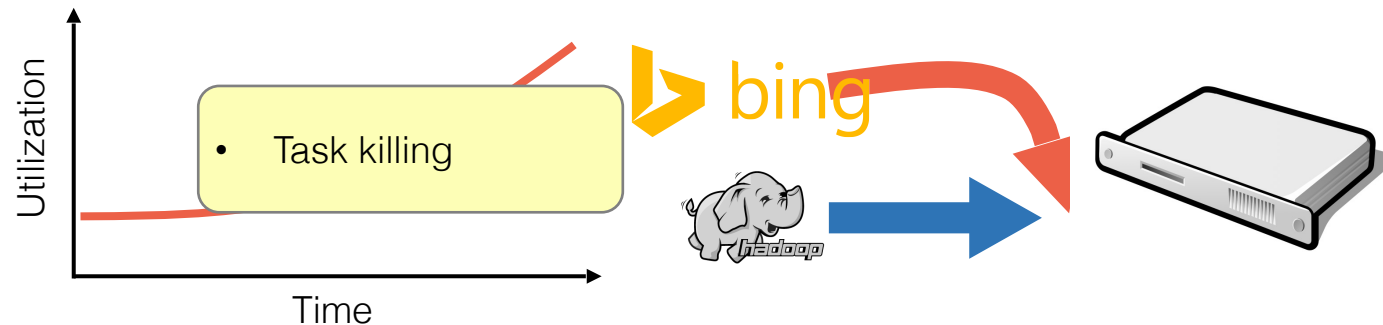 Utilization
• Task killing
Time
bing
hadoop